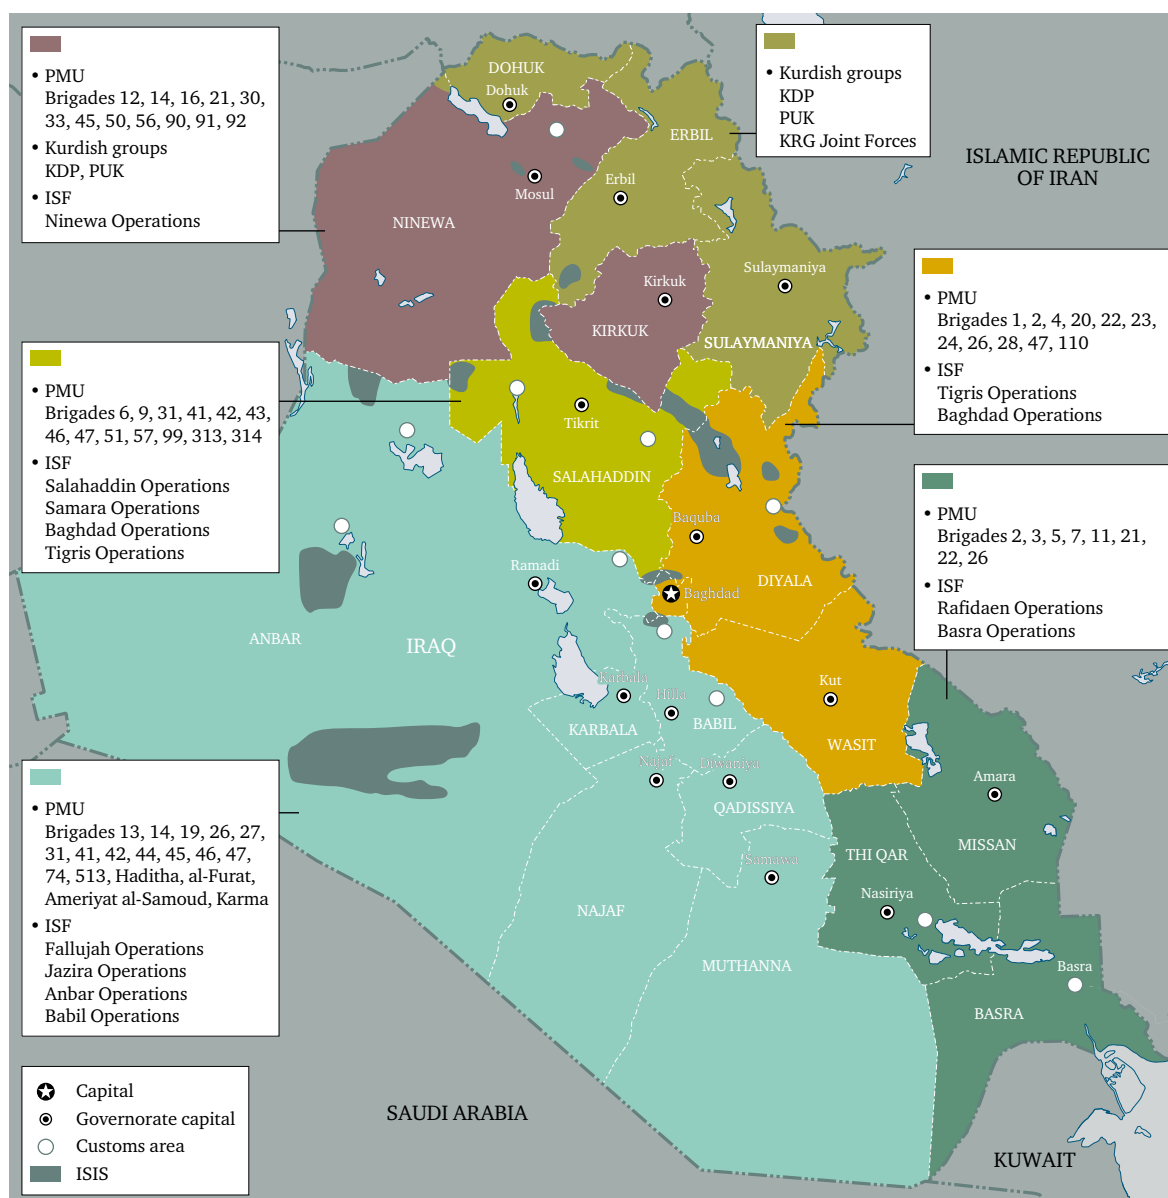 • PMU
Brigades 12, 14, 16, 21, 30,
33, 45, 50, 56, 90, 91, 92
• Kurdish groups
KDP, PUK
• ISF
Ninewa Operations
• Kurdish groups
KDP
PUK
KRG Joint Forces
• PMU
Brigades 1, 2, 4, 20, 22, 23,
24, 26, 28, 47, 110
• ISF
Tigris Operations
Baghdad Operations
• PMU
Brigades 6, 9, 31, 41, 42, 43,
46, 47, 51, 57, 99, 313, 314
• ISF
Salahaddin Operations
Samara Operations
Baghdad Operations
Tigris Operations
• PMU
Brigades 2, 3, 5, 7, 11, 21,
22, 26
• ISF
Rafidaen Operations
Basra Operations
• PMU
Brigades 13, 14, 19, 26, 27,
31, 41, 42, 44, 45, 46, 47,
74, 513, Haditha, al-Furat,
Ameriyat al-Samoud, Karma
• ISF
Fallujah Operations
Jazira Operations
Anbar Operations
Babil Operations
Capital
Governorate capital
Customs area
ISIS
DOHUK
Dohuk
ERBIL
Erbil
ISLAMIC REPUBLIC
OF IRAN
Mosul
NINEWA
Sulaymaniya
Kirkuk
KIRKUK
SULAYMANIYA
Tikrit
SALAHADDIN
Baquba
Ramadi
DIYALA
Baghdad
ANBAR
IRAQ
Karbala
Kut
Hilla
KARBALA
BABIL
WASIT
Najaf
Diwaniya
Amara
QADISSIYA
MISSAN
THI QAR
Samawa
Nasiriya
NAJAF
MUTHANNA
Basra
BASRA
SAUDI ARABIA
KUWAIT